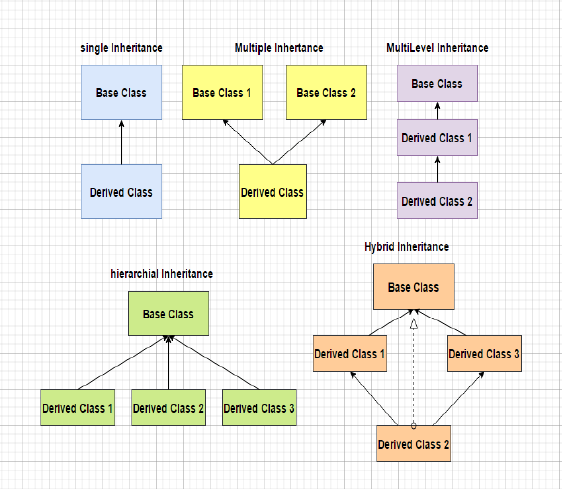 single Inheritance
Multiple Inhertance
MultiLevel Inheritance
Base Class
Base Class 1
Base Class 2
Base Class
Derived Class 1
Derived Class
Derived Class
Derived Class 2
Hybrid Inheritance
hierarchial Inheritance
Base Class
Base Class
Derived Class 1
Derived Class 3
Derived Class 1
Derived Class 2
Derived Class 3
Derived Class 2